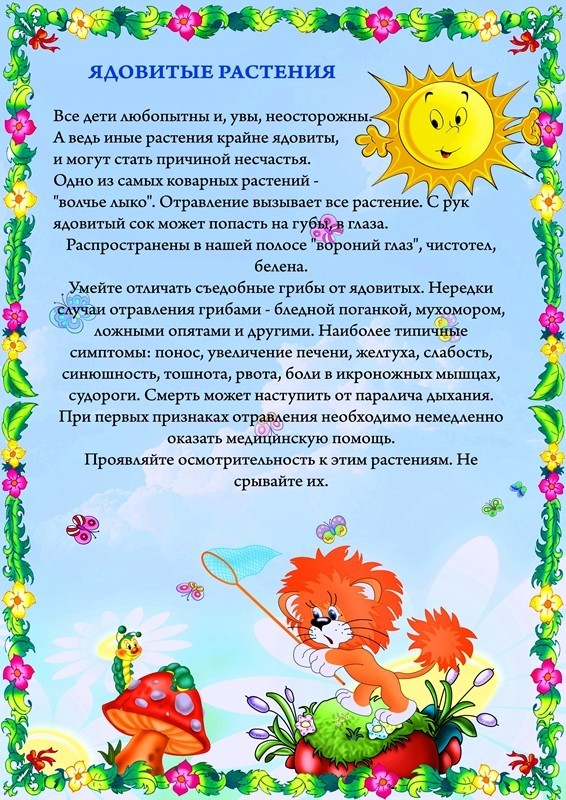 ЯДОВИТЫЕ РАСТЕНИЯ
Все дети любопытны и, увы, неосторожны.
А ведь иные растения крайне ядовиты,
и могут стать причиной несчастья.
Одно из самых коварных растений -
"волчье лыко". Отравление вызывает все растение. С рук
ядовитый сок может попасть на губы, в глаза.
Распространены в нашей полосе "вороний глаз", чистотел,
белена.
Умейте отличать съедобные грибы от ядовитых. Нередки
случаи отравления грибами - бледной поганкой, мухомором,
ложными опятами и другими. Наиболее типичные
симптомы: понос, увеличение печени, желтуха, слабость,
синюшность, тошнота, рвота, боли в икроножных мышцах,
судороги. Смерть может наступить от паралича дыхания.
При первых признаках отравления необходимо немедленно
оказать медицинскую помощь.
Проявляйте осмотрительность к этим растениям. Не
срывайте их.